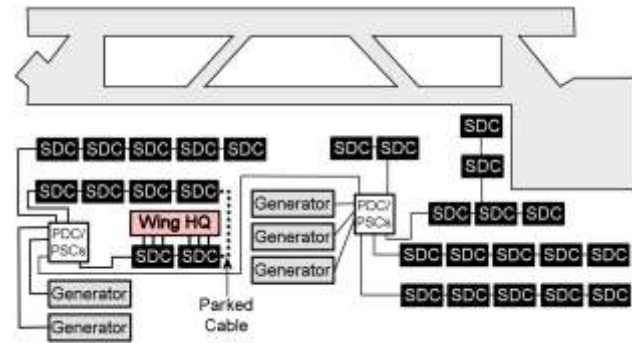 SDC
SDC SDC SDC SDC SDC SDC SDC
SDC
SDC SDC SDC SDC
Generator PDC/
PSCs
Wing HQ SDC SDC SDC
PDC/
PSCs
Generator
SDC SDC SDC SDC SDC SDC SDC
Generator
Generator
Parked
Cable
SDC SDC SDC SDC SDC
Generator